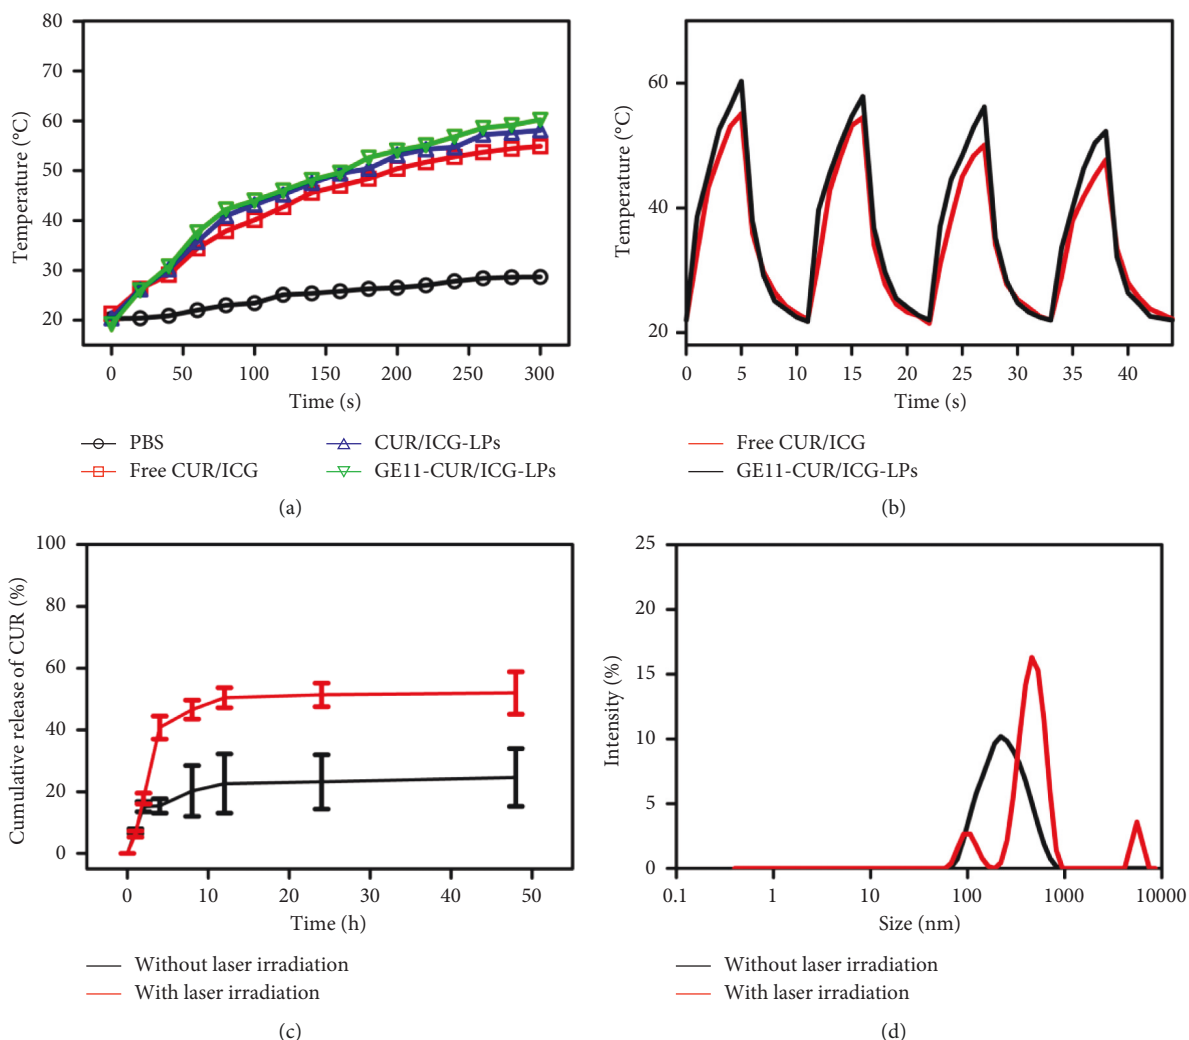 80
70
60
50
40
30
20
Temperature (°C)
0 50 100 150 200 250 300
Time (s)
PBS
Free CUR/ICG
CUR/ICG-LPs
GE11-CUR/ICG-LPs
(a)
60
40
20
Temperature (°C)
0 5 10 15 20 25 30 35 40
Time (s)
Free CUR/ICG
GE11-CUR/ICG-LPs
(b)
100
80
60
40
20
0
Cumulative release of CUR (%)
0 10 20 30 40 50
Time (h)
Without laser irradiation
With laser irradiation
(c)
25
20
15
10
5
0
Intensity (%)
0.1 1 10 100 1000 10000
Size (nm)
Without laser irradiation
With laser irradiation
(d)